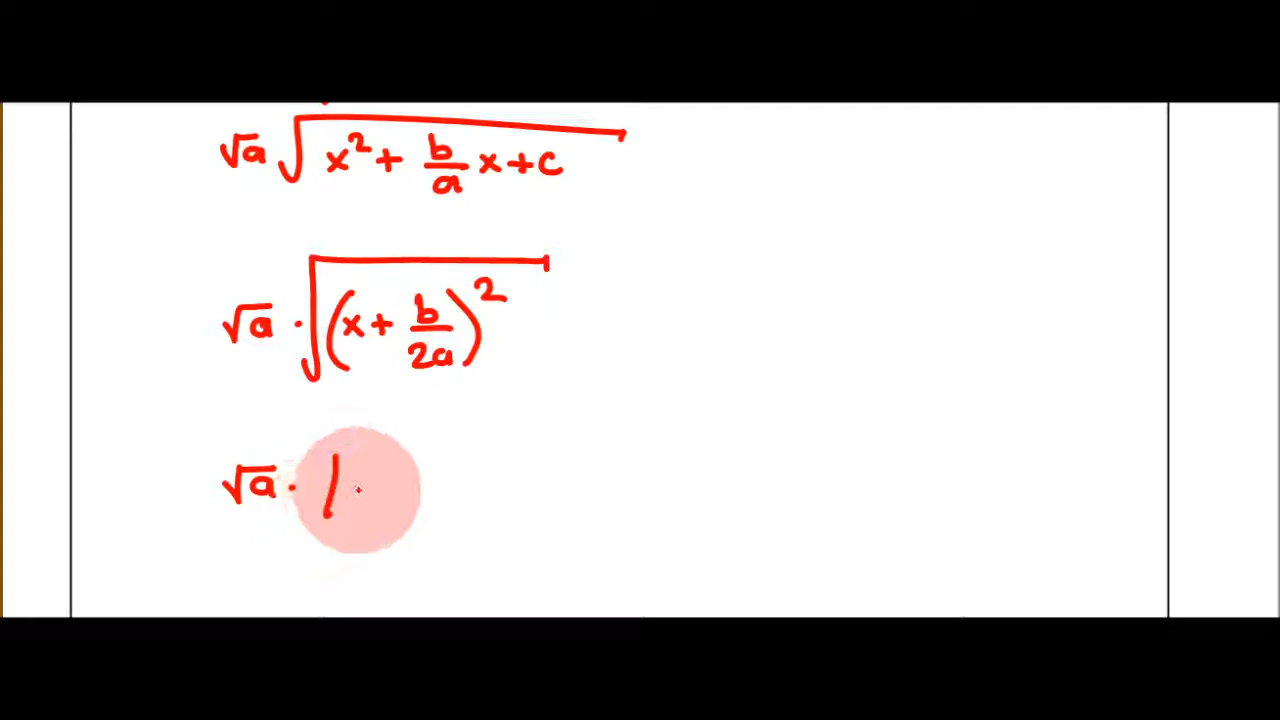 √a √(x² + b/a x + c)
√a · √((x + b/2a)²)
√a · |